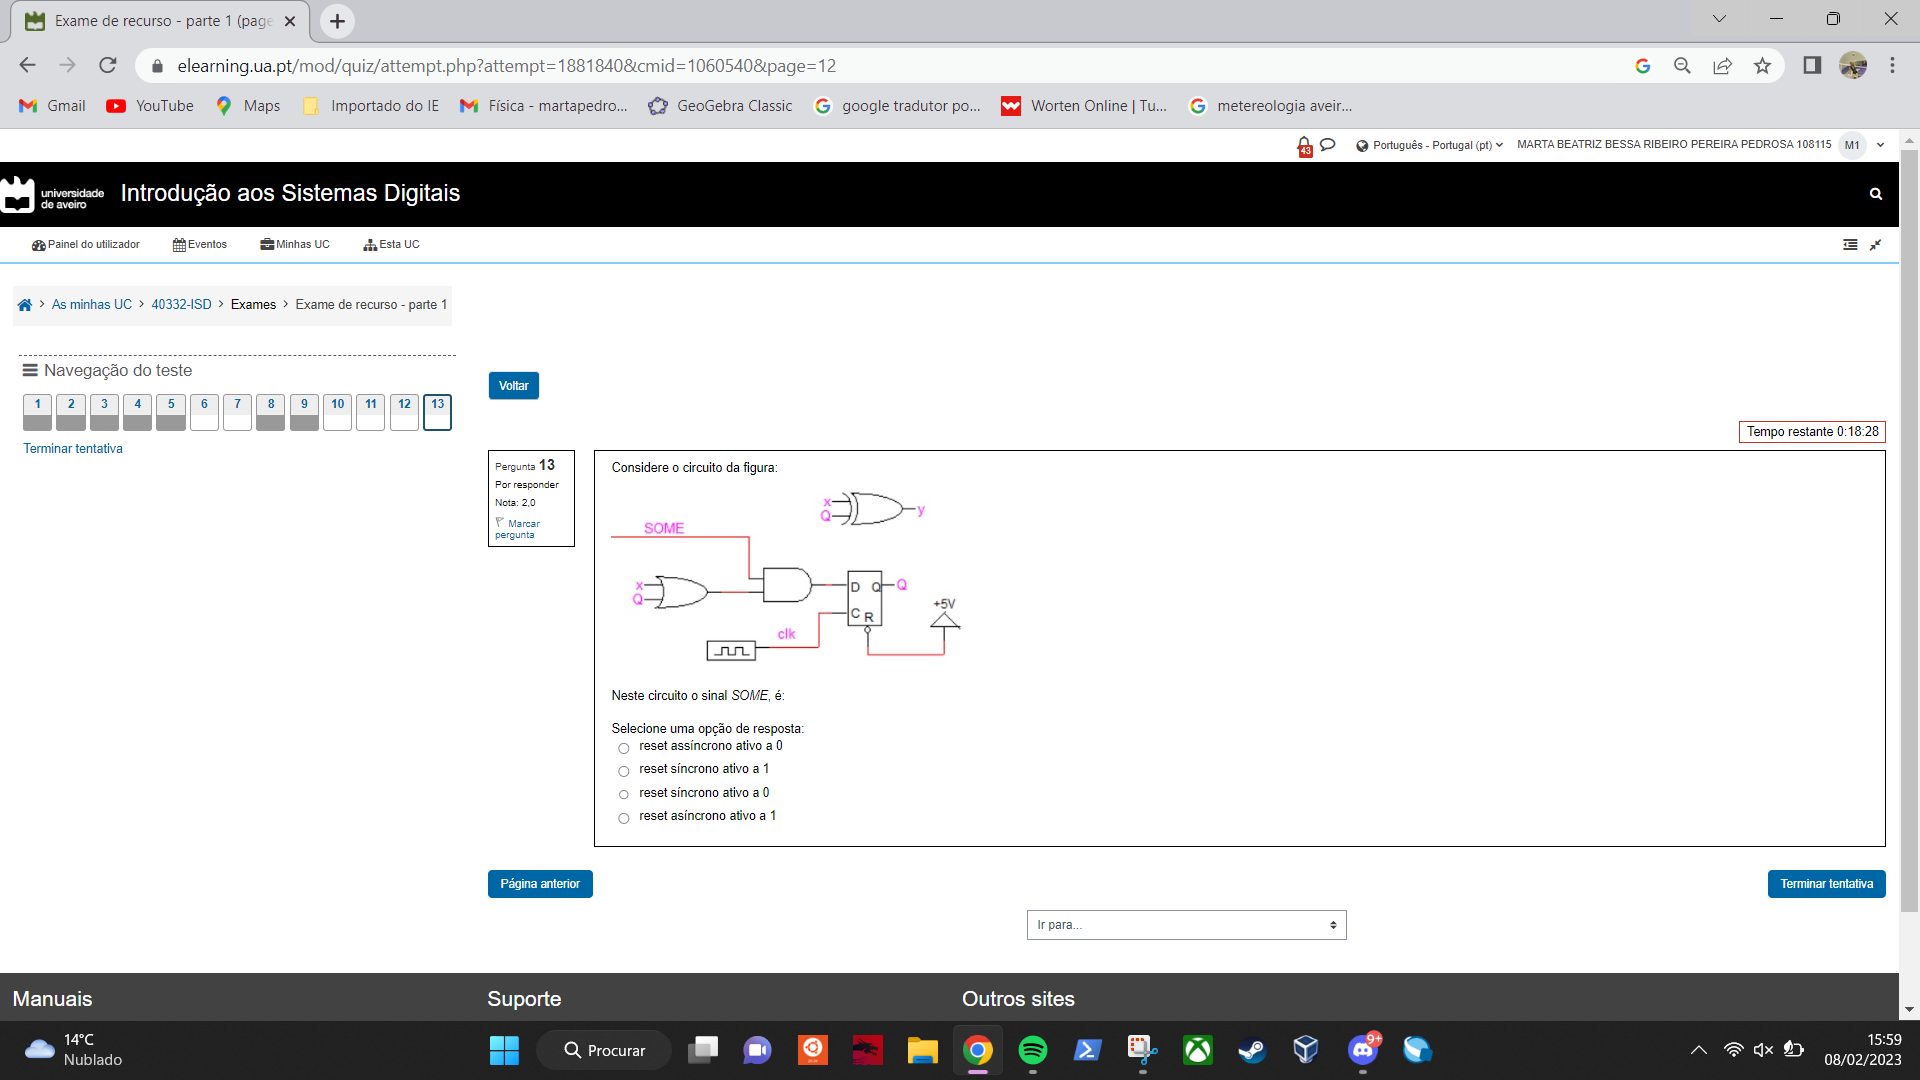 Exame de recurso - parte 1 (page
elearning.ua.pt/mod/quiz/attempt.php?attempt=1881840&cmid=1060540&page=12
Gmail YouTube Maps Importado do IE Física - martapedro... GeoGebra Classic google tradutor po... Worten Online | Tu... metereologia aveir...
43 Português - Portugal (pt) MARTA BEATRIZ BESSA RIBEIRO PEREIRA PEDROSA 108115 M1
universidade
de aveiro
Introdução aos Sistemas Digitais
Painel do utilizador Eventos Minhas UC Esta UC
As minhas UC > 40332-ISD > Exames > Exame de recurso - parte 1
Navegação do teste
1 2 3 4 5 6 7 8 9 10 11 12 13
Terminar tentativa
Voltar
Tempo restante 0:18:28
Pergunta 13
Por responder
Nota: 2,0
Marcar
pergunta
Considere o circuito da figura:
x
Q
y
SOME
x
Q
D Q
Q
C R
+5V
clk
Neste circuito o sinal SOME, é:
Selecione uma opção de resposta:
reset assíncrono ativo a 0
reset síncrono ativo a 1
reset síncrono ativo a 0
reset asíncrono ativo a 1
Página anterior
Terminar tentativa
Ir para...
Manuais
Suporte
Outros sites
14°C
Nublado
Procurar
9+
15:59
08/02/2023